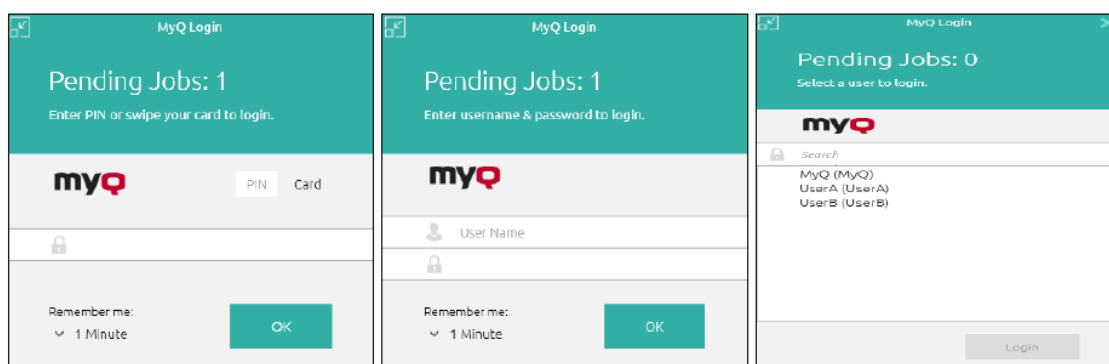 MyQ Login
Pending Jobs: 1
Enter PIN or swipe your card to login.
myQ
PIN Card
Remember me:
1 Minute
OK
MyQ Login
Pending Jobs: 1
Enter username & password to login.
myQ
User Name
Remember me:
1 Minute
OK
MyQ Login
Pending Jobs: 0
Select a user to login.
myQ
Search
MyQ (MyQ)
UserA (UserA)
UserB (UserB)
Login